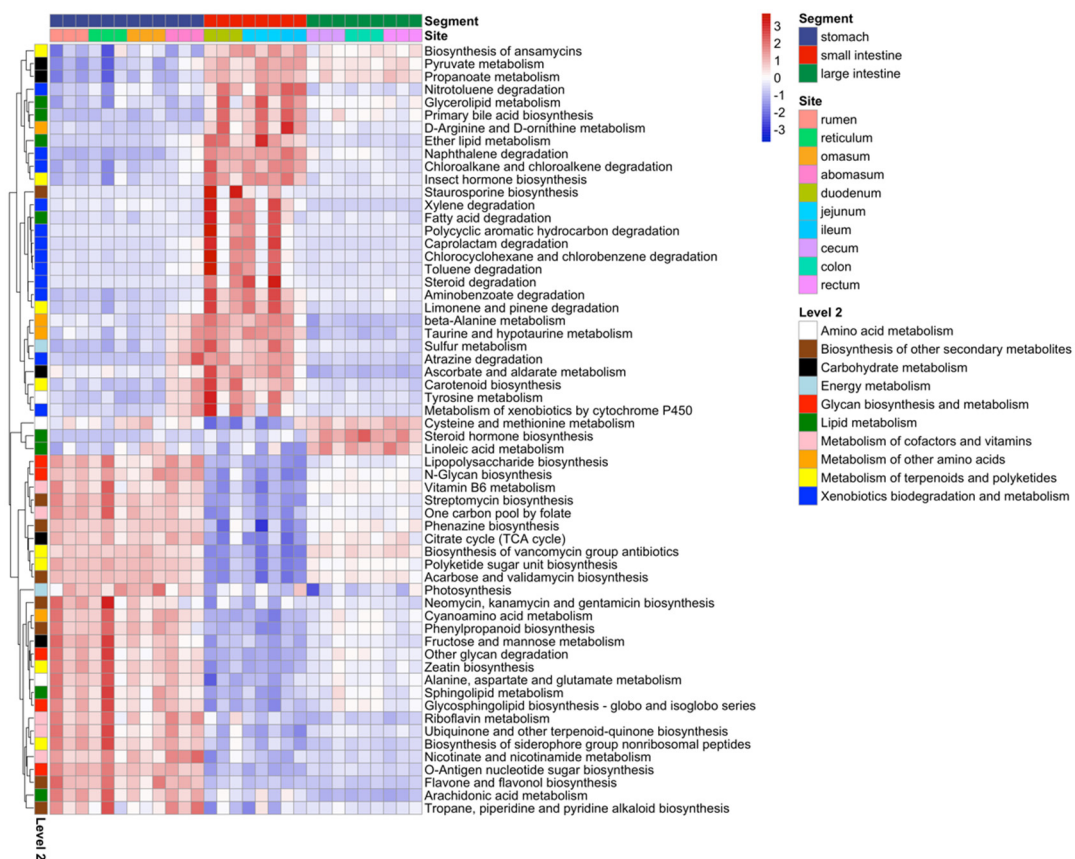 Segment
Site
Biosynthesis of ansamycins
Pyruvate metabolism
Propanoate metabolism
Nitrotoluene degradation
Glycerolipid metabolism
Primary bile acid biosynthesis
D-Arginine and D-ornithine metabolism
Ether lipid metabolism
Naphthalene degradation
Chloroalkane and chloroalkene degradation
Insect hormone biosynthesis
Staurosporine biosynthesis
Xylene degradation
Fatty acid degradation
Polycyclic aromatic hydrocarbon degradation
Caprolactam degradation
Chlorocyclohexane and chlorobenzene degradation
Toluene degradation
Steroid degradation
Aminobenzoate degradation
Limonene and pinene degradation
beta-Alanine metabolism
Taurine and hypotaurine metabolism
Sulfur metabolism
Atrazine degradation
Ascorbate and aldarate metabolism
Carotenoid biosynthesis
Tyrosine metabolism
Metabolism of xenobiotics by cytochrome P450
Cysteine and methionine metabolism
Steroid hormone biosynthesis
Linoleic acid metabolism
Lipopolysaccharide biosynthesis
N-Glycan biosynthesis
Vitamin B6 metabolism
Streptomycin biosynthesis
One carbon pool by folate
Phenazine biosynthesis
Citrate cycle (TCA cycle)
Biosynthesis of vancomycin group antibiotics
Polyketide sugar unit biosynthesis
Acarbose and validamycin biosynthesis
Photosynthesis
Neomycin, kanamycin and gentamicin biosynthesis
Cyanoamino acid metabolism
Phenylpropanoid biosynthesis
Fructose and mannose metabolism
Other glycan degradation
Zeatin biosynthesis
Alanine, aspartate and glutamate metabolism
Sphingolipid metabolism
Glycosphingolipid biosynthesis - globo and isoglobo series
Riboflavin metabolism
Ubiquinone and other terpenoid-quinone biosynthesis
Biosynthesis of siderophore group nonribosomal peptides
Nicotinate and nicotinamide metabolism
O-Antigen nucleotide sugar biosynthesis
Flavone and flavonol biosynthesis
Arachidonic acid metabolism
Tropane, piperidine and pyridine alkaloid biosynthesis
Level 2
3
2
1
0
-1
-2
-3
Segment
stomach
small intestine
large intestine
Site
rumen
reticulum
omasum
abomasum
duodenum
jejunum
ileum
cecum
colon
rectum
Level 2
Amino acid metabolism
Biosynthesis of other secondary metabolites
Carbohydrate metabolism
Energy metabolism
Glycan biosynthesis and metabolism
Lipid metabolism
Metabolism of cofactors and vitamins
Metabolism of other amino acids
Metabolism of terpenoids and polyketides
Xenobiotics biodegradation and metabolism